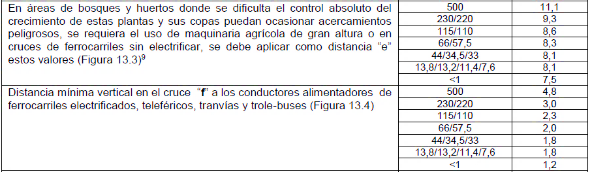 En áreas de bosques y huertos donde se dificulta el control absoluto del
crecimiento de estas plantas y sus copas puedan ocasionar acercamientos
peligrosos, se requiera el uso de maquinaria agrícola de gran altura o en
cruces de ferrocarriles sin electrificar, se debe aplicar como distancia "e"
estos valores (Figura 13.3)9
500 11,1
230/220 9,3
115/110 8,6
66/57,5 8,3
44/34,5/33 8,1
13,8/13,2/11,4/7,6 8,1
<1 7,5
Distancia mínima vertical en el cruce "f" a los conductores alimentadores de
ferrocarriles electrificados, teleféricos, tranvías y trole-buses (Figura 13.4)
500 4,8
230/220 3,0
115/110 2,3
66/57,5 2,0
44/34,5/33 1,8
13,8/13,2/11,4/7,6 1,8
<1 1,2